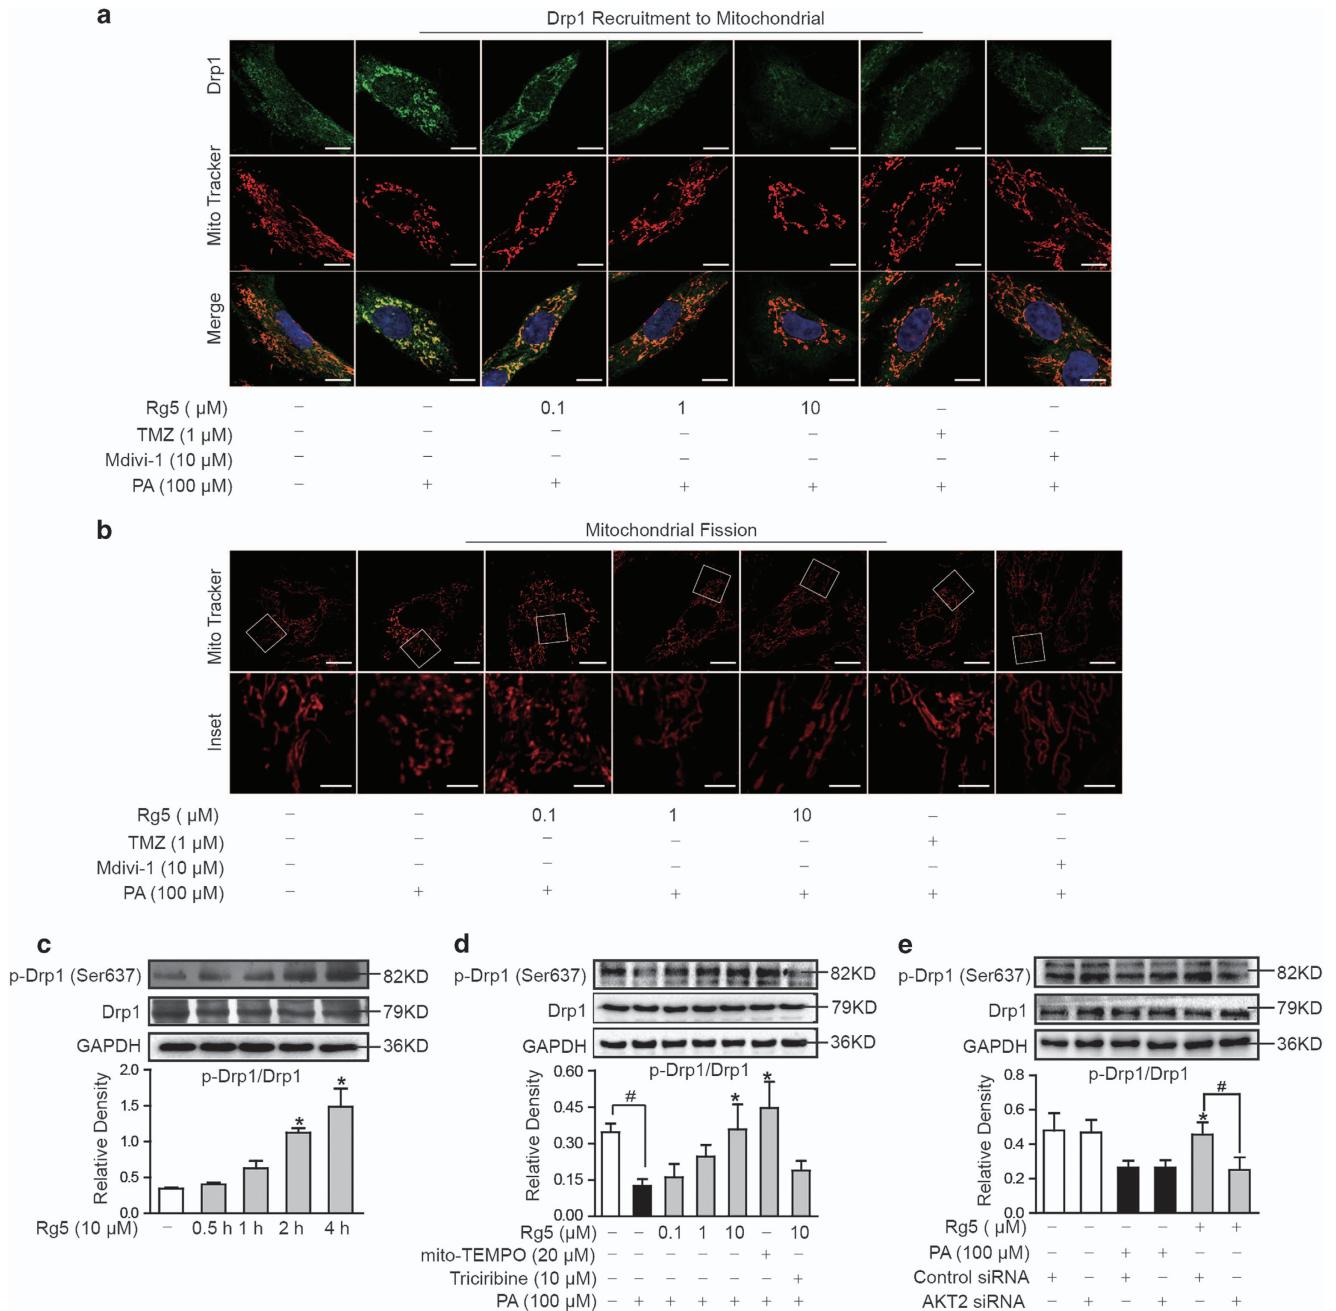 a
Drp1 Recruitment to Mitochondrial
Drp1
Mito Tracker
Merge
Rg5 ( µM) – – 0.1 1 10 – –
TMZ (1 µM) – – – – – + –
Mdivi-1 (10 µM) – – – – – – +
PA (100 µM) – + + + + + +
b
Mitochondrial Fission
Mito Tracker
Inset
Rg5 ( µM) – – 0.1 1 10 – –
TMZ (1 µM) – – – – – + –
Mdivi-1 (10 µM) – – – – – – +
PA (100 µM) – + + + + + +
c
p-Drp1 (Ser637) 82KD
Drp1 79KD
GAPDH 36KD
p-Drp1/Drp1
Relative Density
2.0
1.5
1.0
0.5
0.0
* *
Rg5 (10 µM) – 0.5 h 1 h 2 h 4 h
d
p-Drp1 (Ser637) 82KD
Drp1 79KD
GAPDH 36KD
p-Drp1/Drp1
Relative Density
0.60
0.45
0.30
0.15
0.00
# * *
Rg5 (µM) – – 0.1 1 10 – 10
mito-TEMPO (20 µM) – – – – – + –
Triciribine (10 µM) – – – – – – +
PA (100 µM) – + + + + + +
e
p-Drp1 (Ser637) 82KD
Drp1 79KD
GAPDH 36KD
p-Drp1/Drp1
Relative Density
0.8
0.6
0.4
0.2
0.0
* #
Rg5 ( µM) – – – – + +
PA (100 µM) – – + + – –
Control siRNA + – + – + –
AKT2 siRNA – + – + – +